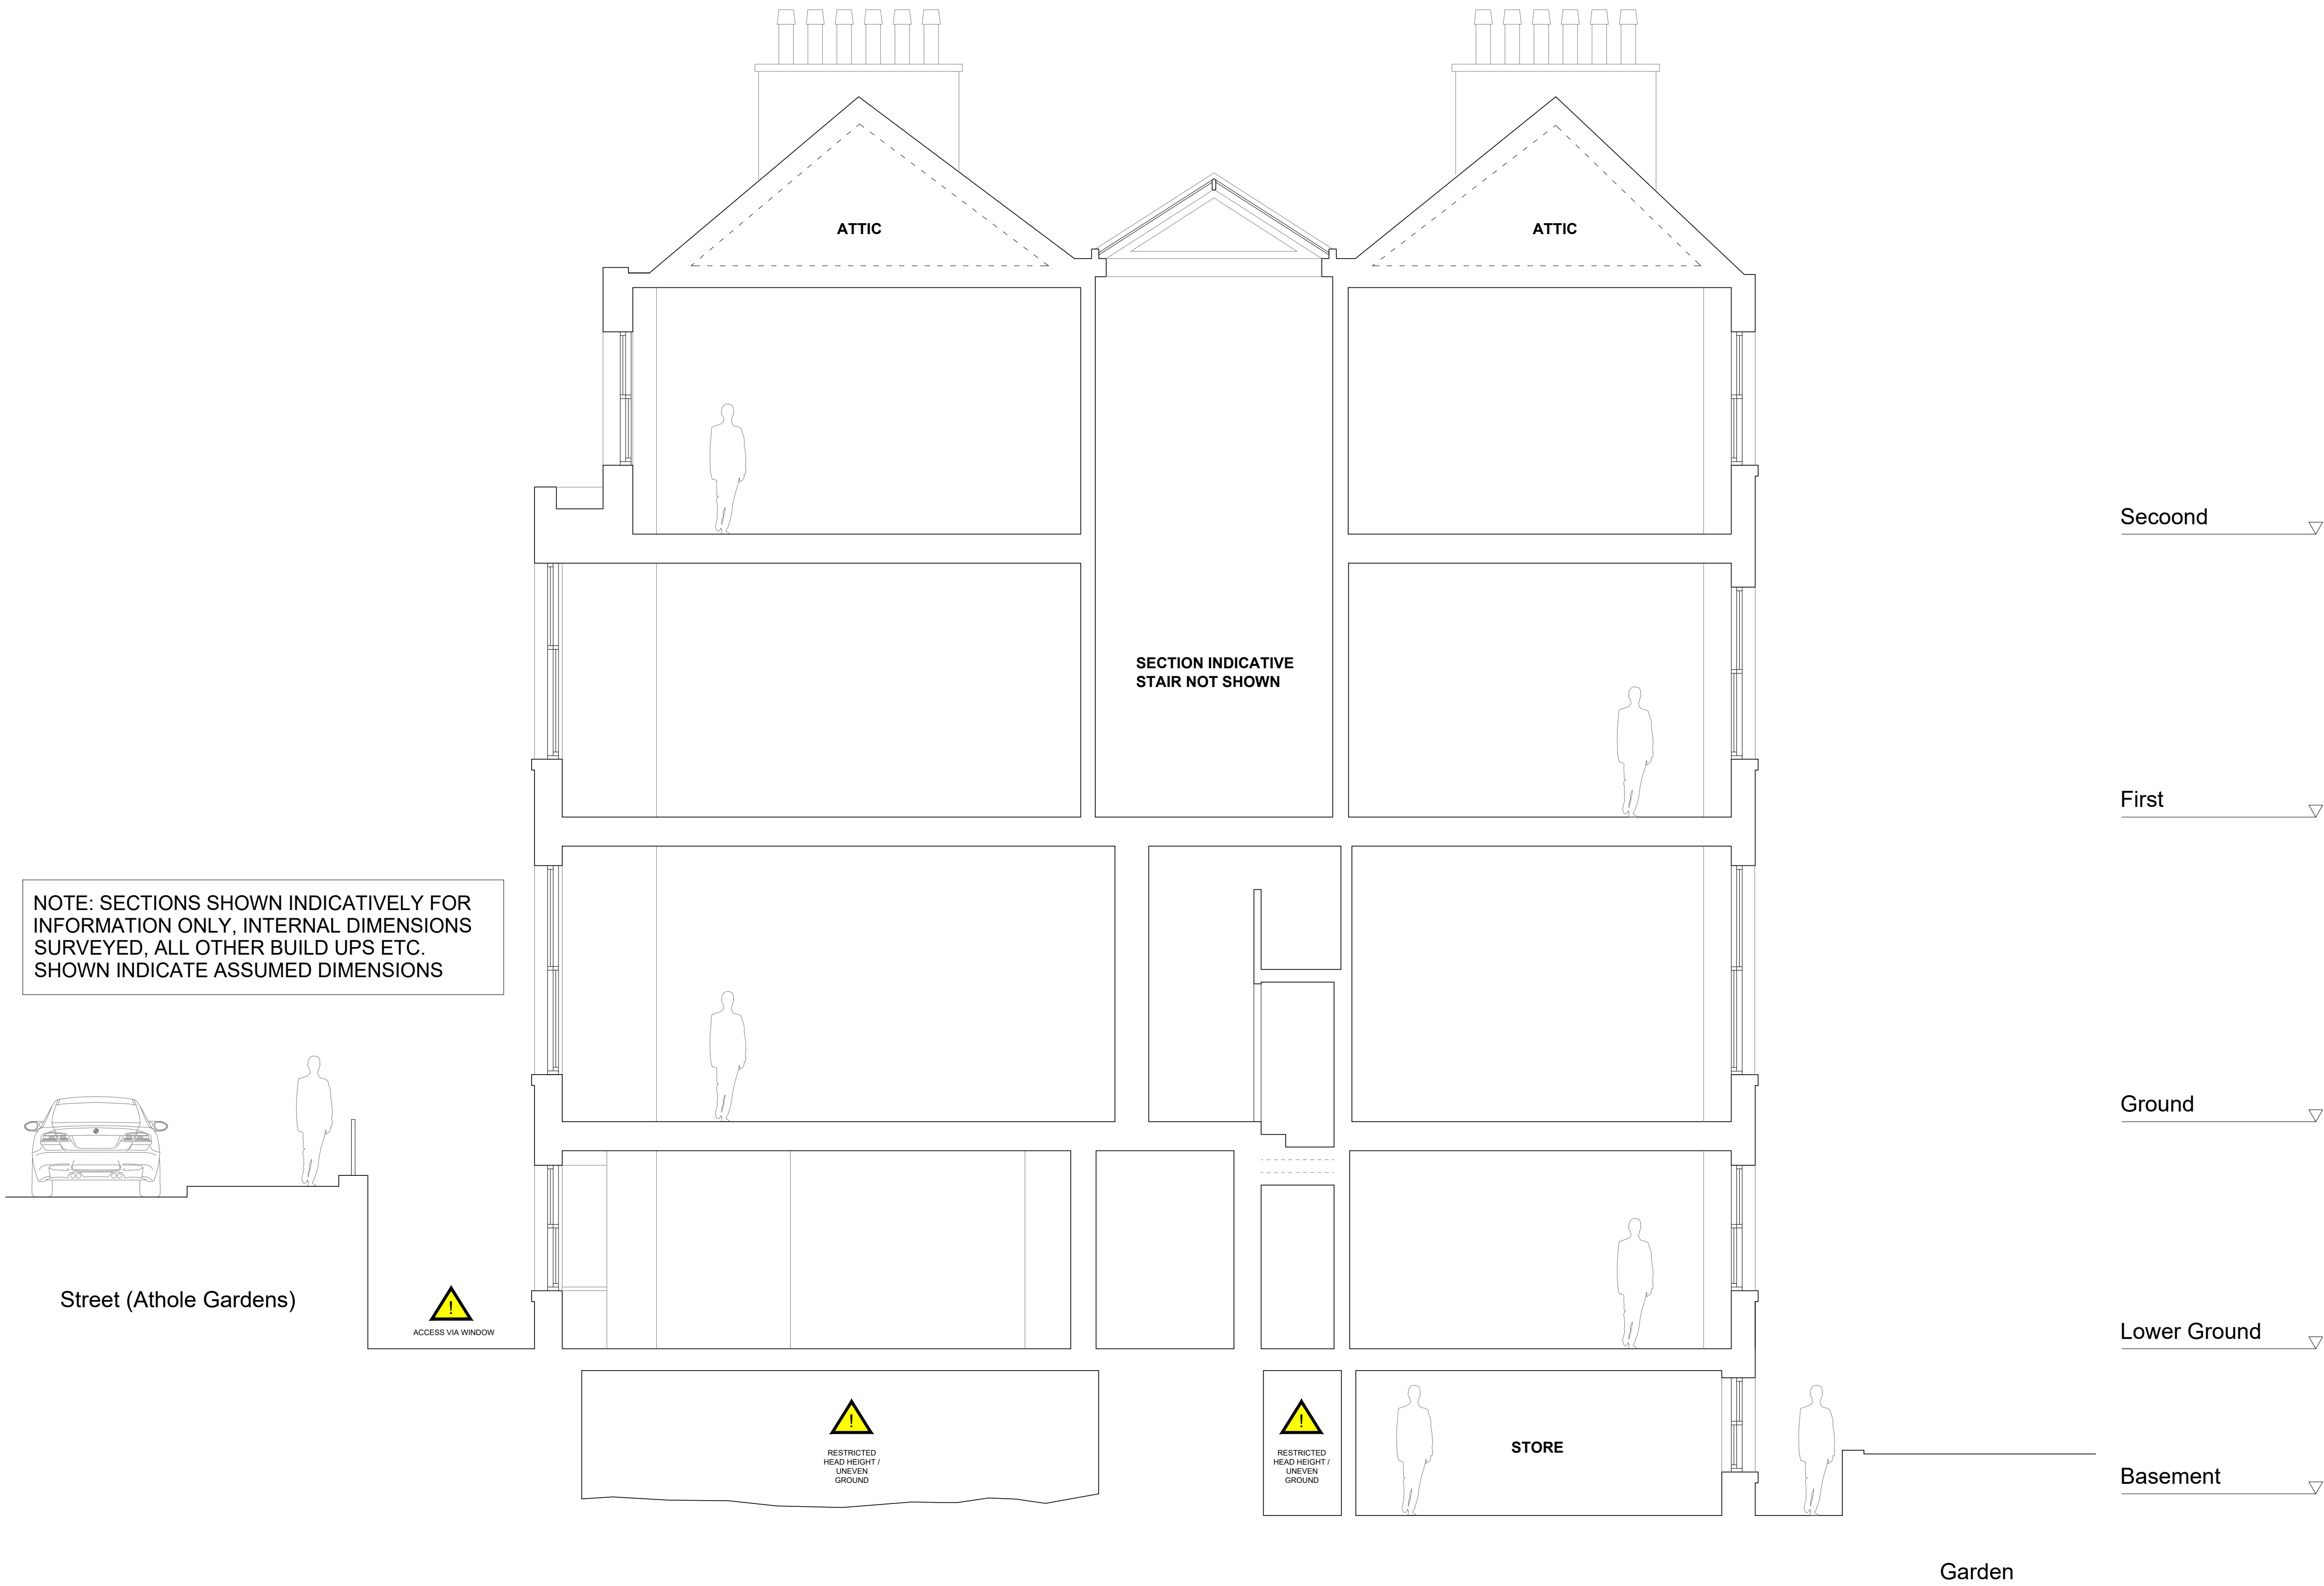 ATTIC
ATTIC
Secoond
SECTION INDICATIVE
STAIR NOT SHOWN
First
NOTE: SECTIONS SHOWN INDICATIVELY FOR
INFORMATION ONLY, INTERNAL DIMENSIONS
SURVEYED, ALL OTHER BUILD UPS ETC.
SHOWN INDICATE ASSUMED DIMENSIONS
Ground
Street (Athole Gardens)
!
ACCESS VIA WINDOW
Lower Ground
!
RESTRICTED
HEAD HEIGHT /
UNEVEN
GROUND
!
RESTRICTED
HEAD HEIGHT /
UNEVEN
GROUND
STORE
Basement
Garden